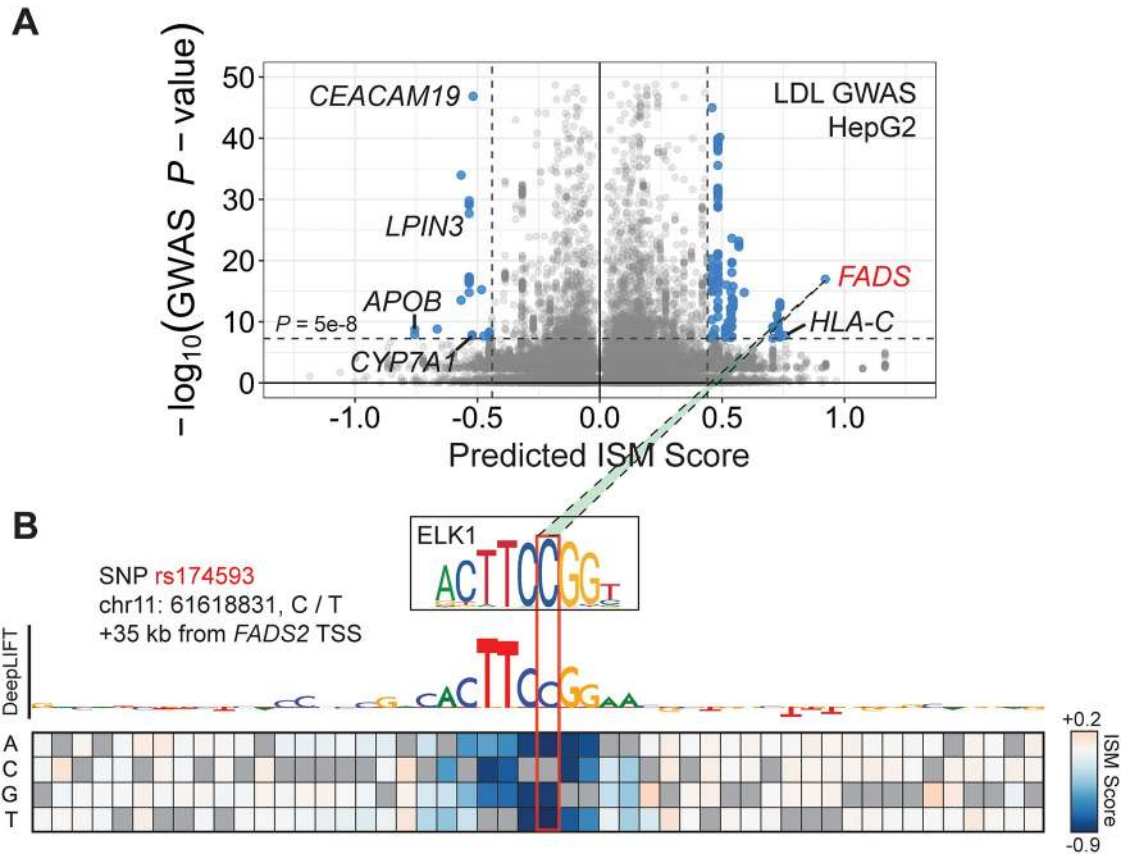 A
−log10(GWAS P−value)
50
40
30
20
10
0
CEACAM19
LPIN3
APOB
P = 5e-8
CYP7A1
LDL GWAS
HepG2
FADS
HLA-C
-1.0 -0.5 0.0 0.5 1.0
Predicted ISM Score
B
SNP rs174593
chr11: 61618831, C / T
+35 kb from FADS2 TSS
ELK1
ACTTCCGGT
DeepLIFT
CACTTCCGGAA
A
C
G
T
+0.2
ISM Score
-0.9